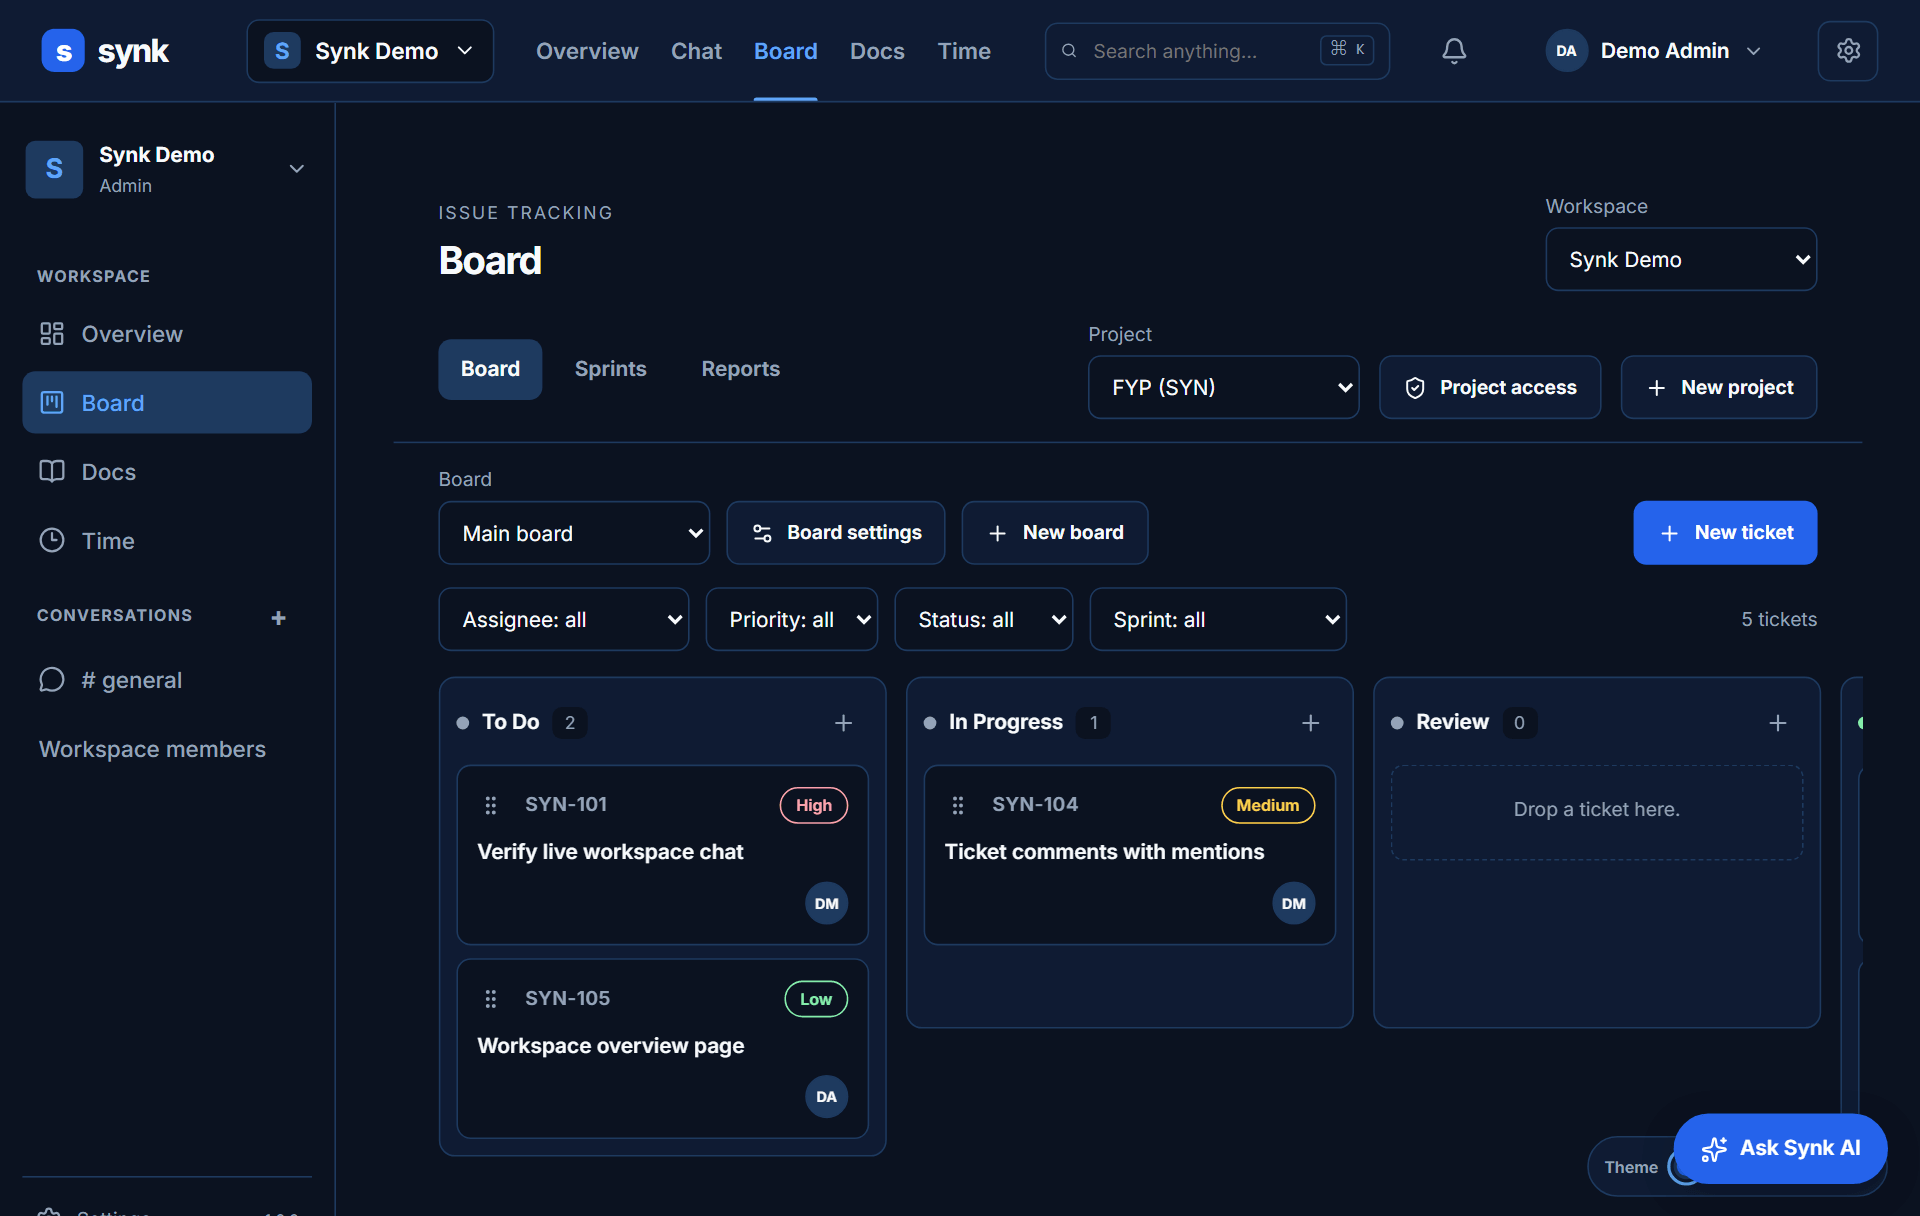 s synk
S Synk Demo
Overview Chat Board Docs Time
Search anything... ⌘ K
DA Demo Admin
S Synk Demo
Admin
WORKSPACE
Overview
Board
Docs
Time
CONVERSATIONS +
# general
Workspace members
ISSUE TRACKING
Board
Workspace
Synk Demo
Board Sprints Reports
Project
FYP (SYN)
Project access
+ New project
Board
Main board
Board settings
+ New board
+ New ticket
Assignee: all
Priority: all
Status: all
Sprint: all
5 tickets
To Do 2 +
SYN-101 High
Verify live workspace chat
DM
SYN-105 Low
Workspace overview page
DA
In Progress 1 +
SYN-104 Medium
Ticket comments with mentions
DM
Review 0 +
Drop a ticket here.
Theme
Ask Synk AI